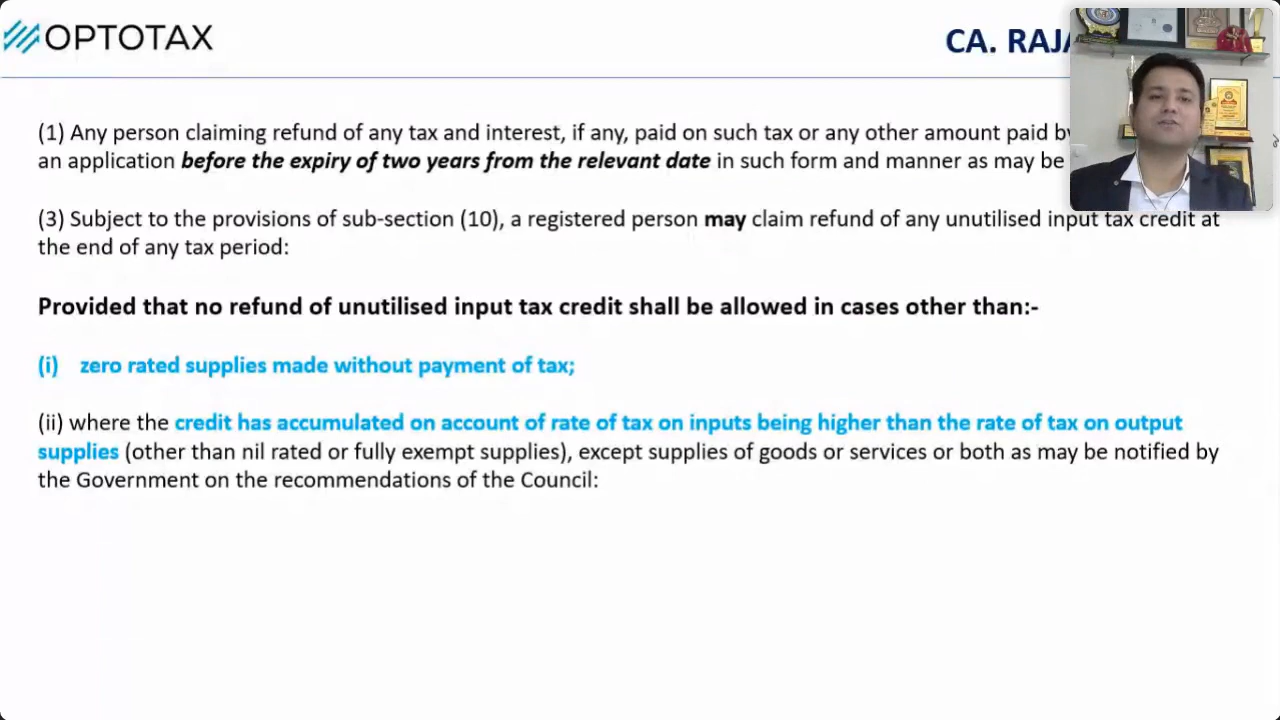 OPTOTAX
CA. RAJA
(1) Any person claiming refund of any tax and interest, if any, paid on such tax or any other amount paid by
an application before the expiry of two years from the relevant date in such form and manner as may be
(3) Subject to the provisions of sub-section (10), a registered person may claim refund of any unutilised input tax credit at
the end of any tax period:
Provided that no refund of unutilised input tax credit shall be allowed in cases other than:-
(i) zero rated supplies made without payment of tax;
(ii) where the credit has accumulated on account of rate of tax on inputs being higher than the rate of tax on output
supplies (other than nil rated or fully exempt supplies), except supplies of goods or services or both as may be notified by
the Government on the recommendations of the Council: